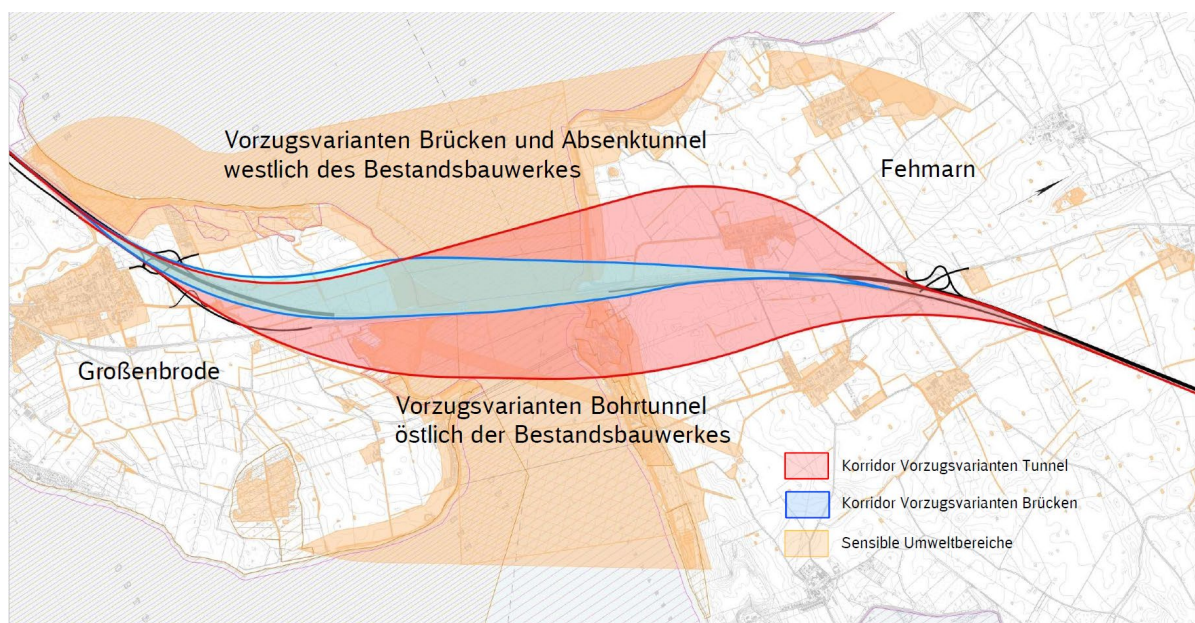 Vorzugsvarianten Brücken und Absenktunnel
westlich des Bestandsbauwerkes
Fehmarn
Großenbrode
Vorzugsvarianten Bohrtunnel
östlich der Bestandsbauwerkes
Korridor Vorzugsvarianten Tunnel
Korridor Vorzugsvarianten Brücken
Sensible Umweltbereiche